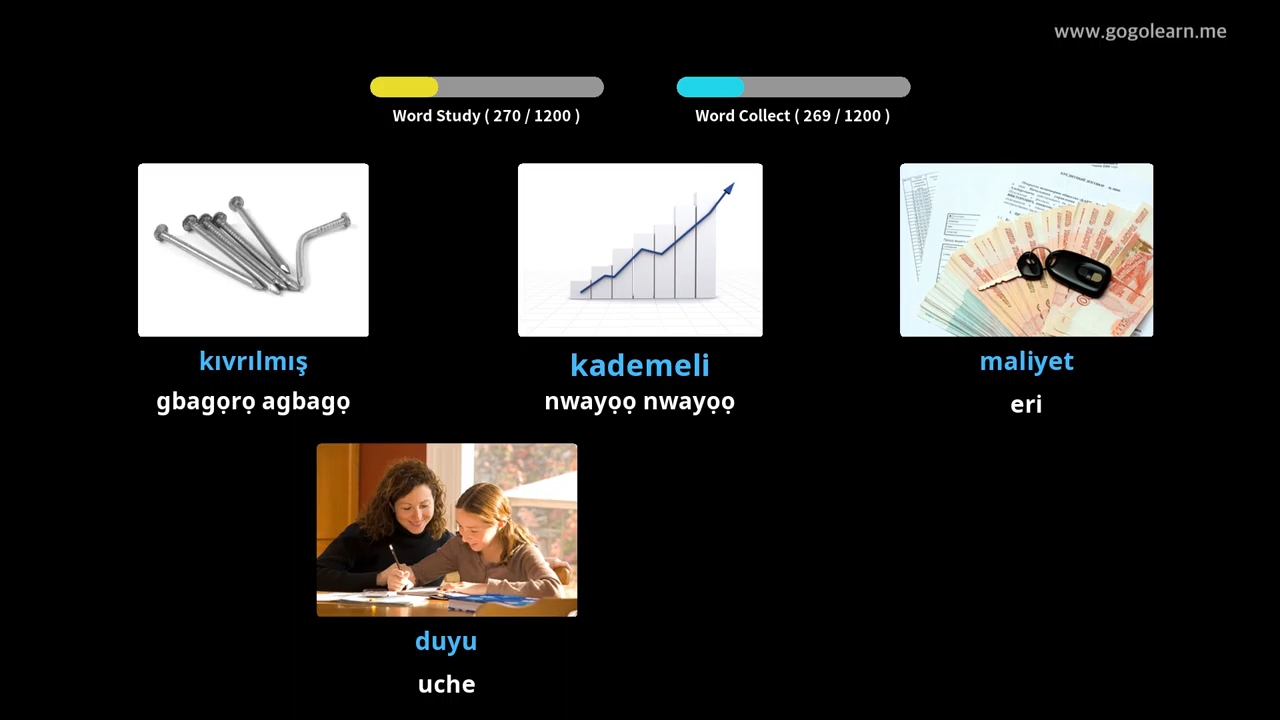 www.gogolearn.me
Word Study ( 270 / 1200 )
Word Collect ( 269 / 1200 )
kıvrılmış
gbagọrọ agbagọ
kademeli
nwayọọ nwayọọ
maliyet
eri
duyu
uche